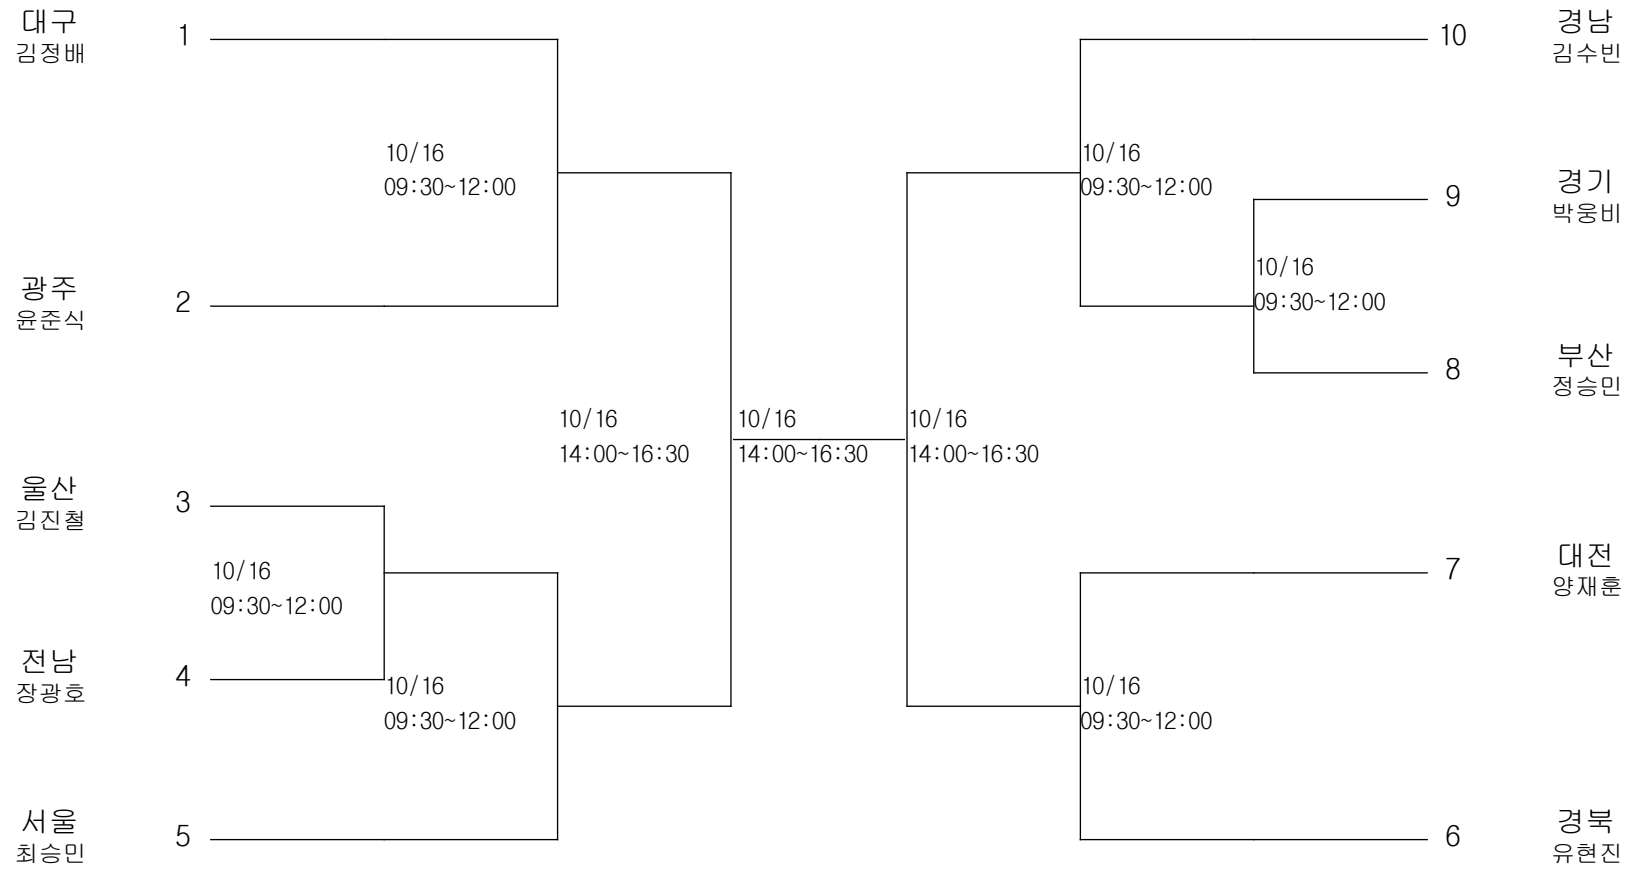 대구
김정배
1
10/16
09:30~12:00
광주
윤준식
2
울산
김진철
3
10/16
09:30~12:00
전남
장광호
4
10/16
09:30~12:00
서울
최승민
5
10/16
14:00~16:30
10/16
14:00~16:30
10/16
14:00~16:30
10
경남
김수빈
10/16
09:30~12:00
9
경기
박웅비
10/16
09:30~12:00
8
부산
정승민
7
대전
양재훈
10/16
09:30~12:00
6
경북
유현진